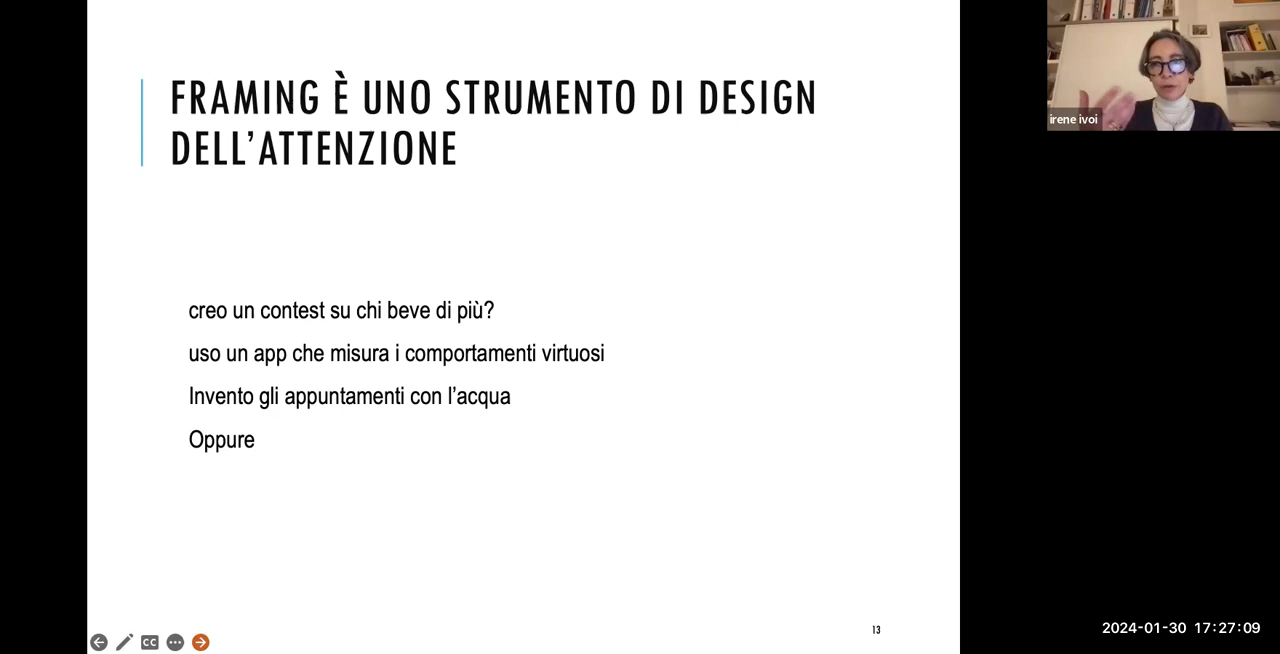 FRAMING È UNO STRUMENTO DI DESIGN
DELL'ATTENZIONE
creo un contest su chi beve di più?
uso un app che misura i comportamenti virtuosi
Invento gli appuntamenti con l'acqua
Oppure
13
CC
irene ivoi
2024-01-30 17:27:09